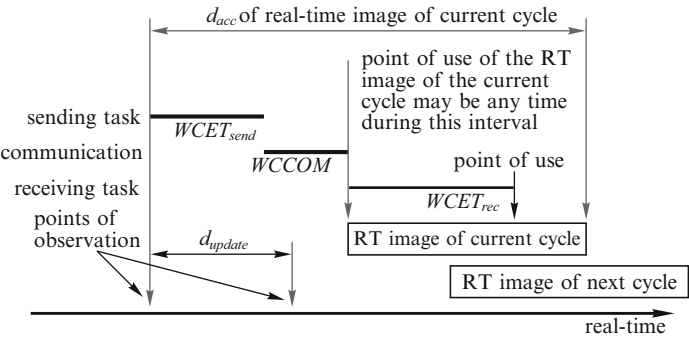 d_acc of real-time image of current cycle
point of use of the RT
image of the current
cycle may be any time
during this interval
sending task
WCET_send
communication
WCCOM
point of use
receiving task
WCET_rec
points of
observation
d_update
RT image of current cycle
RT image of next cycle
real-time